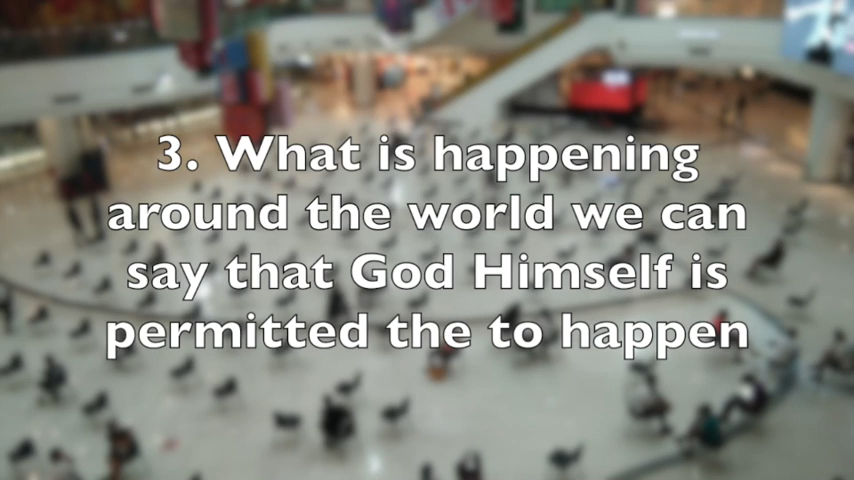 3. What is happening
around the world we can
say that God Himself is
permitted the to happen